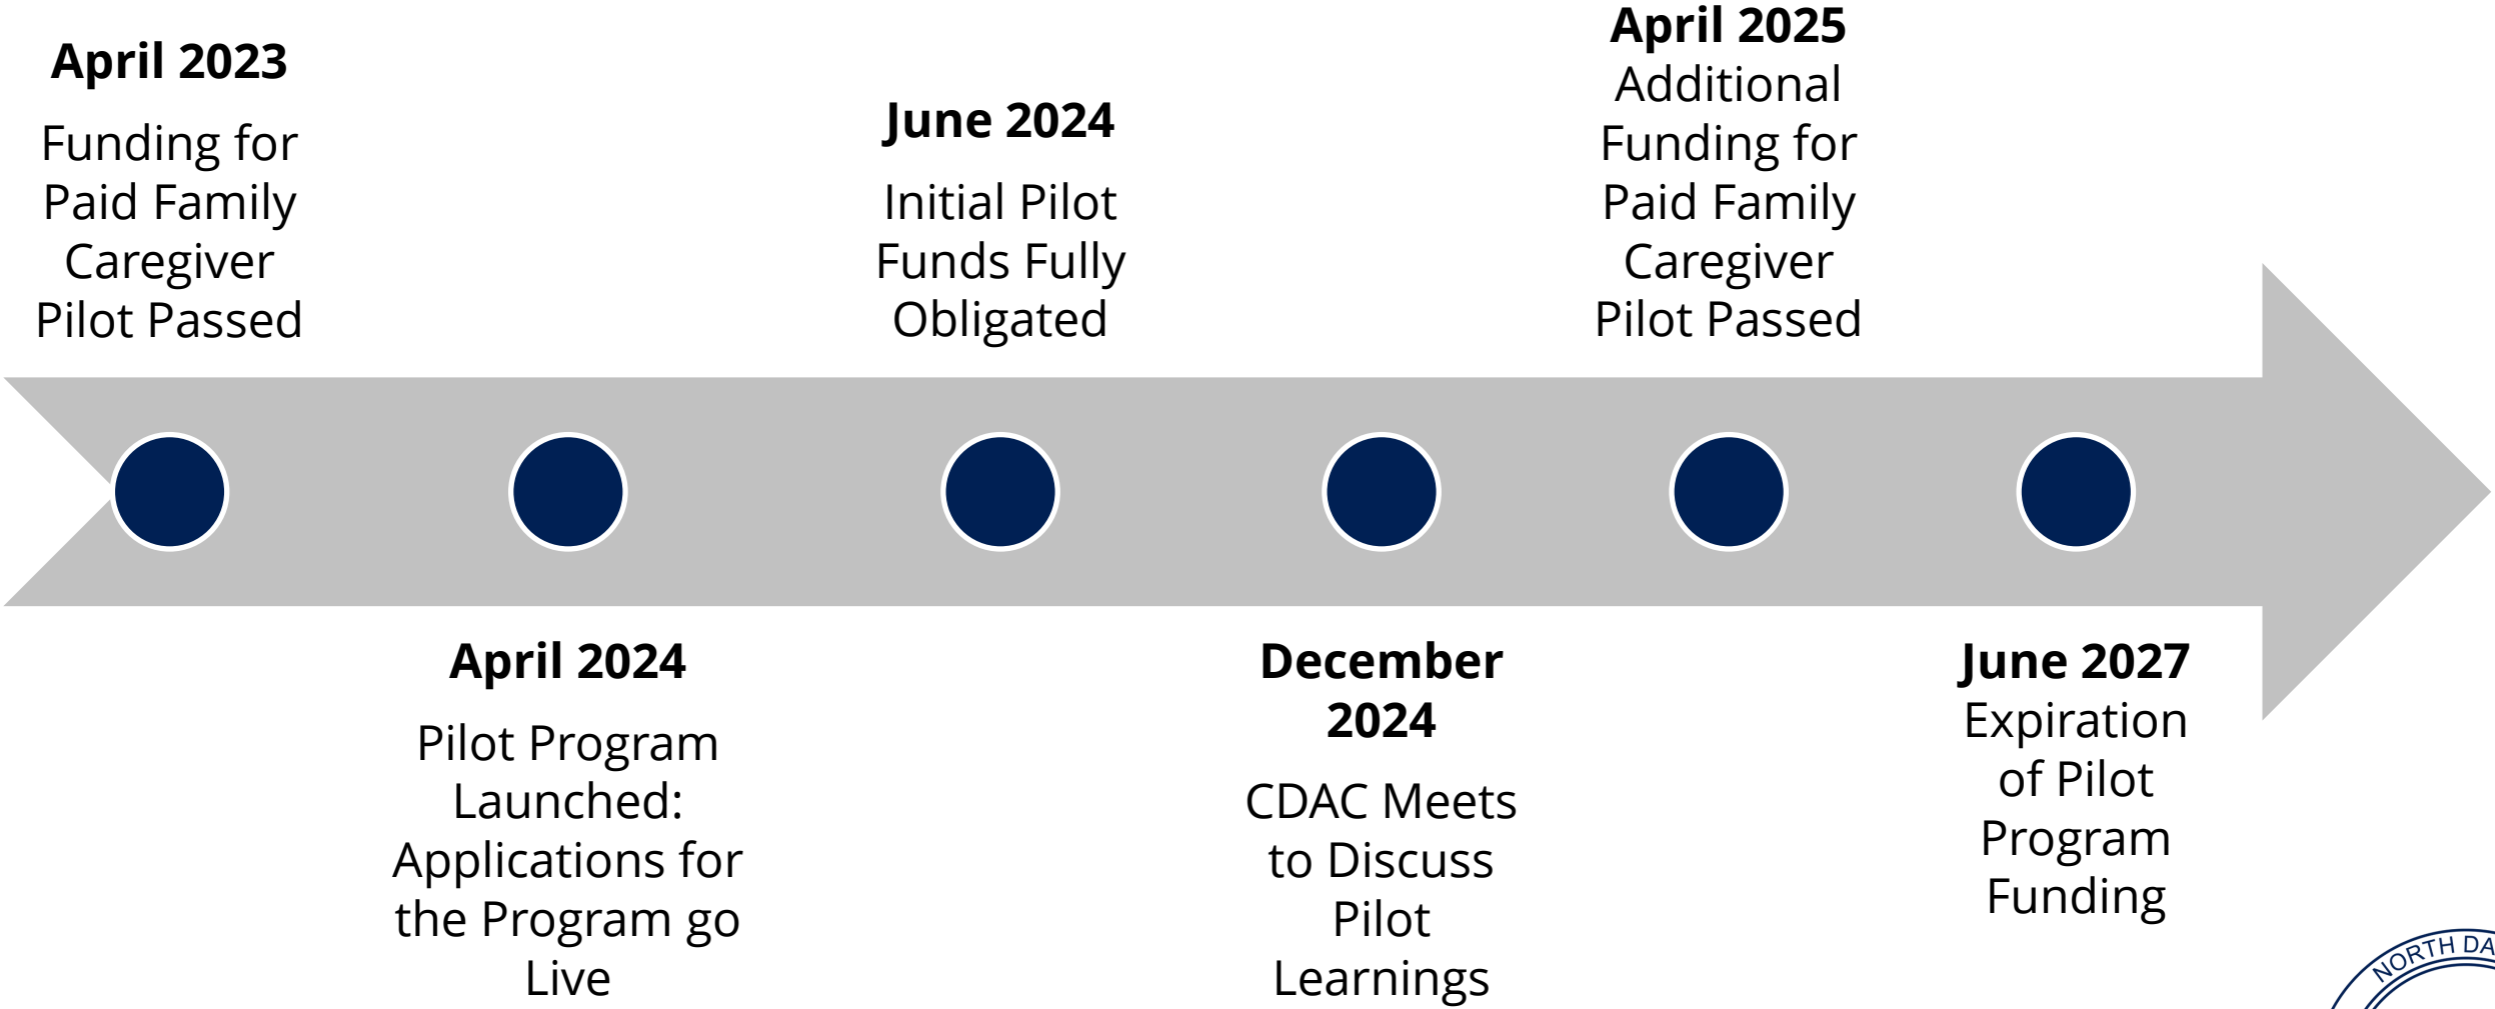 April 2023
Funding for
Paid Family
Caregiver
Pilot Passed
April 2024
Pilot Program
Launched:
Applications for
the Program go
Live
June 2024
Initial Pilot
Funds Fully
Obligated
December
2024
CDAC Meets
to Discuss
Pilot
Learnings
April 2025
Additional
Funding for
Paid Family
Caregiver
Pilot Passed
June 2027
Expiration
of Pilot
Program
Funding
NORTH DA